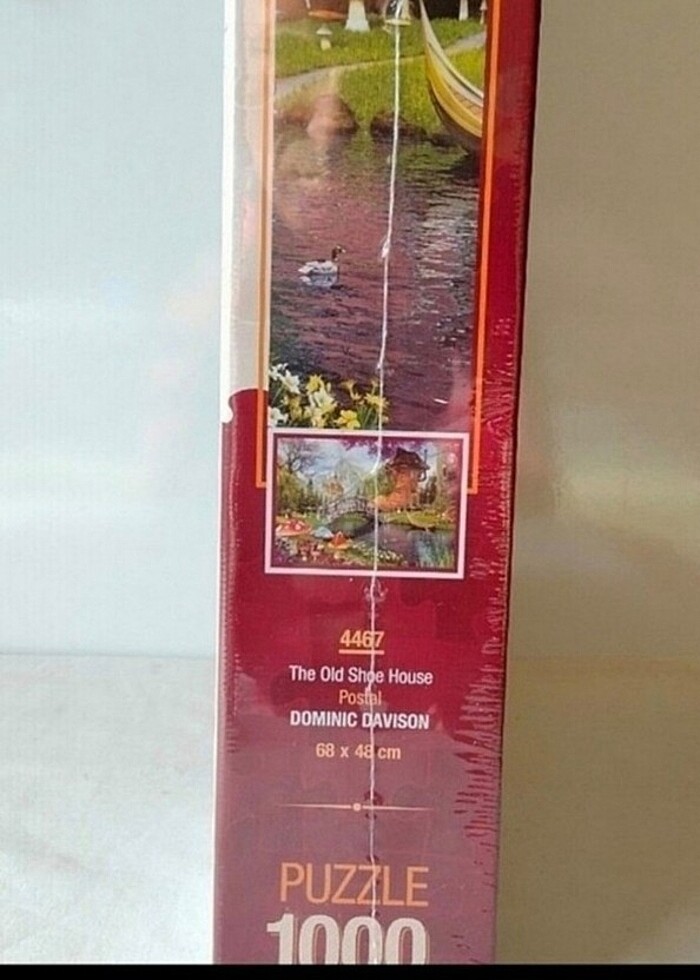 4467
The Old Shoe House
Postal
DOMINIC DAVISON
68 x 48 cm
PUZZLE
1000